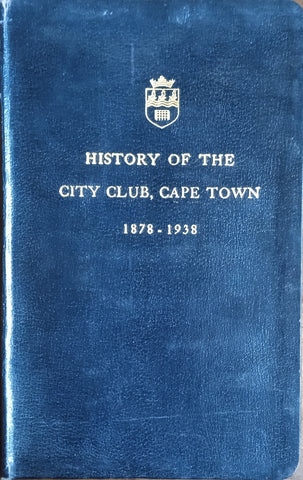 HISTORY OF THE
CITY CLUB, CAPE TOWN
1878 - 1938